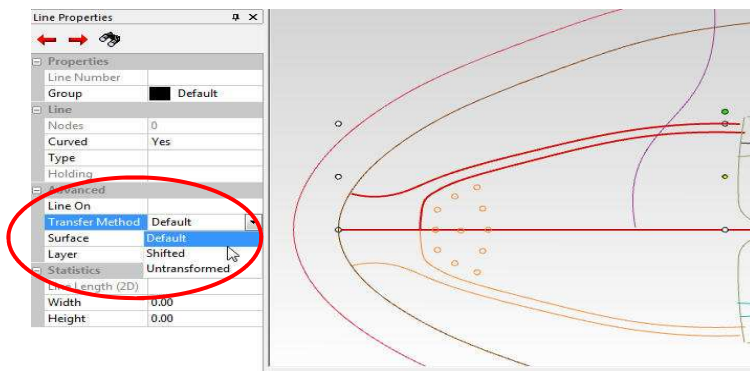 Line Properties
Properties
Line Number
Group Default
Line
Nodes 0
Curved Yes
Type
Holding
Advanced
Line On
Transfer Method Default
Surface Default
Layer Shifted
Statistics Untransformed
Line Length (2D)
Width 0.00
Height 0.00